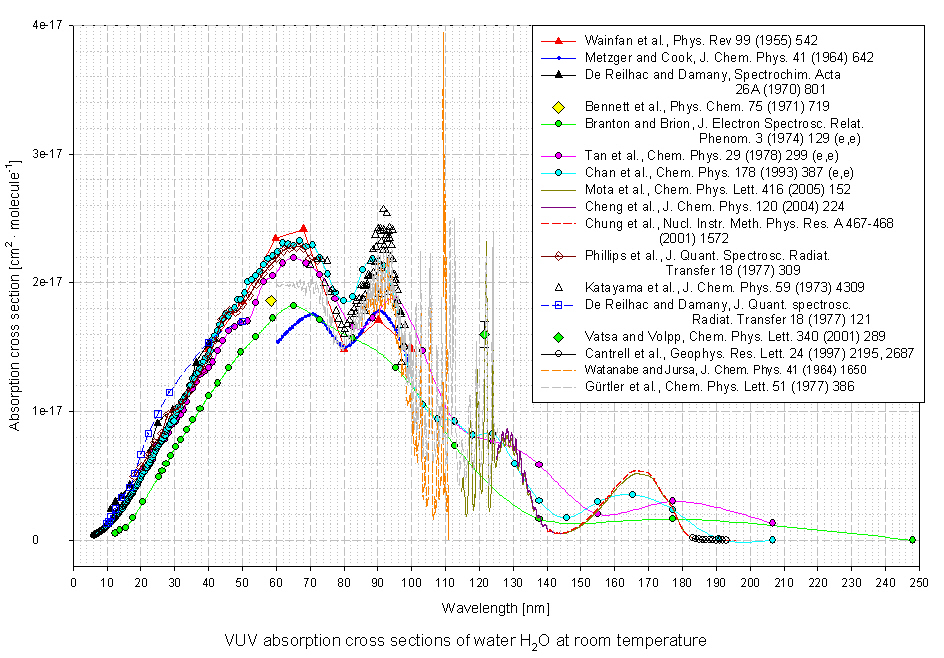 4e-17
3e-17
2e-17
1e-17
0
Absorption cross section [cm2 · molecule-1]
Wainfan et al., Phys. Rev 99 (1955) 542
Metzger and Cook, J. Chem. Phys. 41 (1964) 642
De Reilhac and Damany, Spectrochim. Acta
26A (1970) 801
Bennett et al., Phys. Chem. 75 (1971) 719
Branton and Brion, J. Electron Spectrosc. Relat.
Phenom. 3 (1974) 129 (e,e)
Tan et al., Chem. Phys. 29 (1978) 299 (e,e)
Chan et al., Chem. Phys. 178 (1993) 387 (e,e)
Mota et al., Chem. Phys. Lett. 416 (2005) 152
Cheng et al., J. Chem. Phys. 120 (2004) 224
Chung et al., Nucl. Instr. Meth. Phys. Res. A 467-468
(2001) 1572
Phillips et al., J. Quant. Spectrosc. Radiat.
Transfer 18 (1977) 309
Katayama et al., J. Chem. Phys. 59 (1973) 4309
De Reilhac and Damany, J. Quant. spectrosc.
Radiat. Transfer 18 (1977) 121
Vatsa and Volpp, Chem. Phys. Lett. 340 (2001) 289
Cantrell et al., Geophys. Res. Lett. 24 (1997) 2195, 2687
Watanabe and Jursa, J. Chem. Phys. 41 (1964) 1650
Gürtler et al., Chem. Phys. Lett. 51 (1977) 386
0 10 20 30 40 50 60 70 80 90 100 110 120 130 140 150 160 170 180 190 200 210 220 230 240 250
Wavelength [nm]
VUV absorption cross sections of water H2O at room temperature